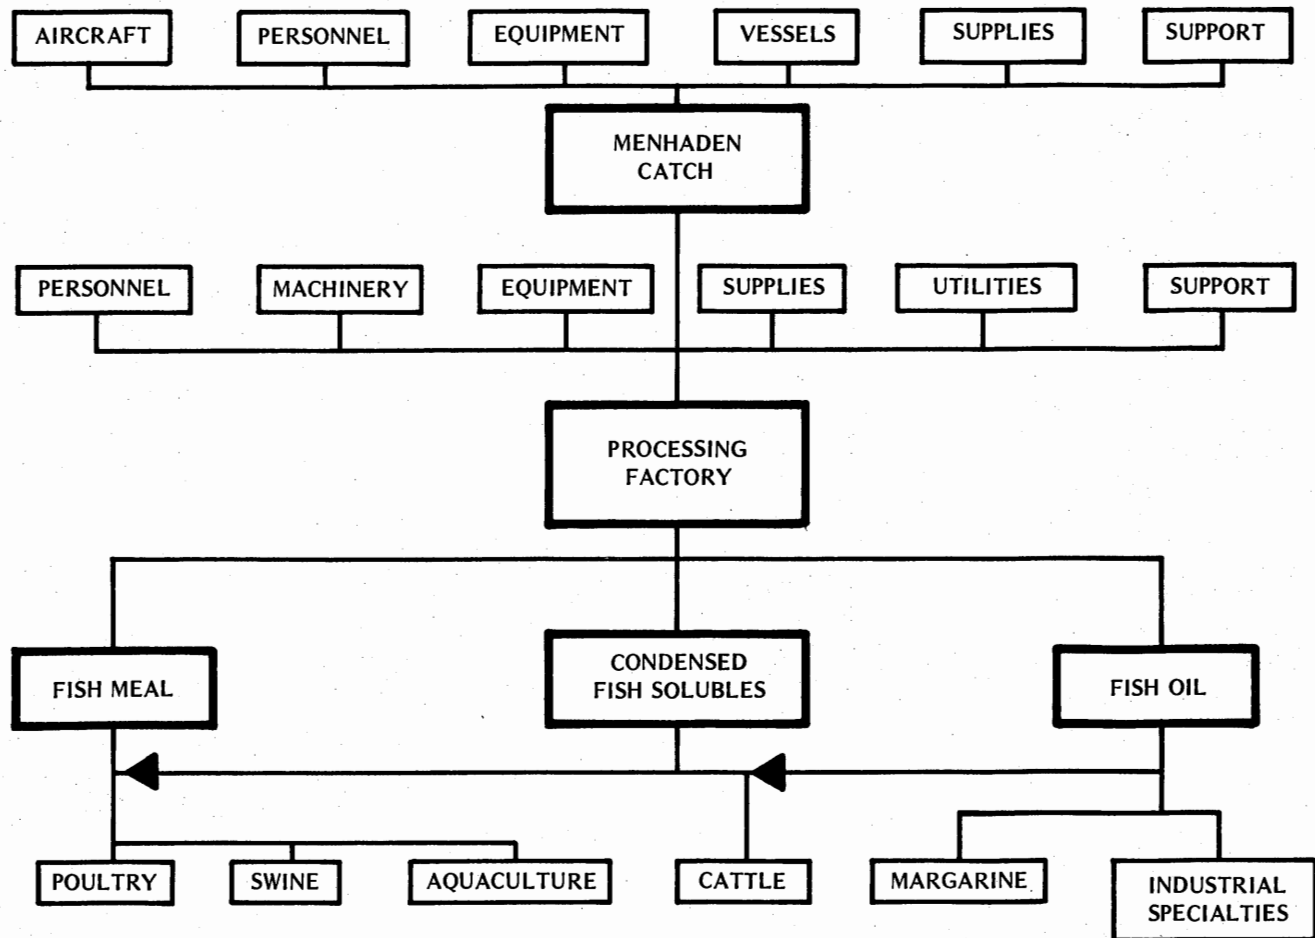 AIRCRAFT
PERSONNEL
EQUIPMENT
VESSELS
SUPPLIES
SUPPORT
MENHADEN
CATCH
PERSONNEL
MACHINERY
EQUIPMENT
SUPPLIES
UTILITIES
SUPPORT
PROCESSING
FACTORY
FISH MEAL
CONDENSED
FISH SOLUBLES
FISH OIL
POULTRY
SWINE
AQUACULTURE
CATTLE
MARGARINE
INDUSTRIAL
SPECIALTIES